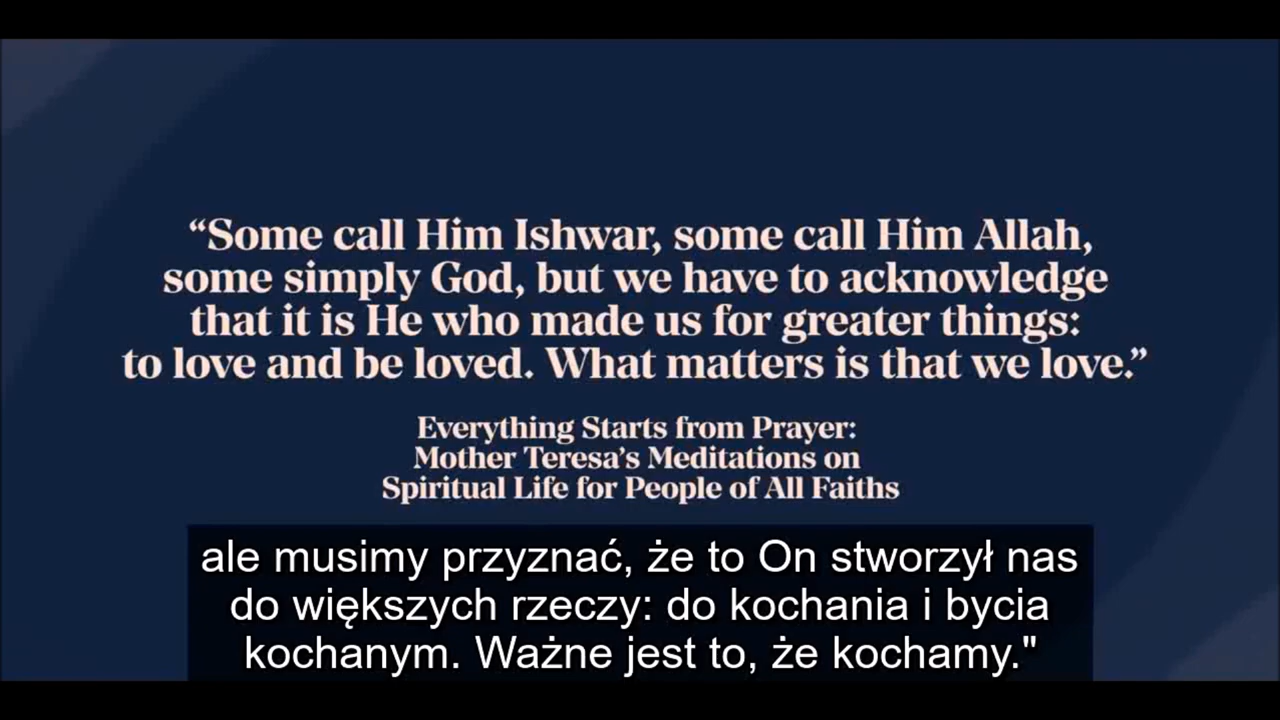 “Some call Him Ishwar, some call Him Allah,
some simply God, but we have to acknowledge
that it is He who made us for greater things:
to love and be loved. What matters is that we love.”
Everything Starts from Prayer:
Mother Teresa’s Meditations on
Spiritual Life for People of All Faiths
ale musimy przyznać, że to On stworzył nas
do większych rzeczy: do kochania i bycia
kochanym. Ważne jest to, że kochamy."